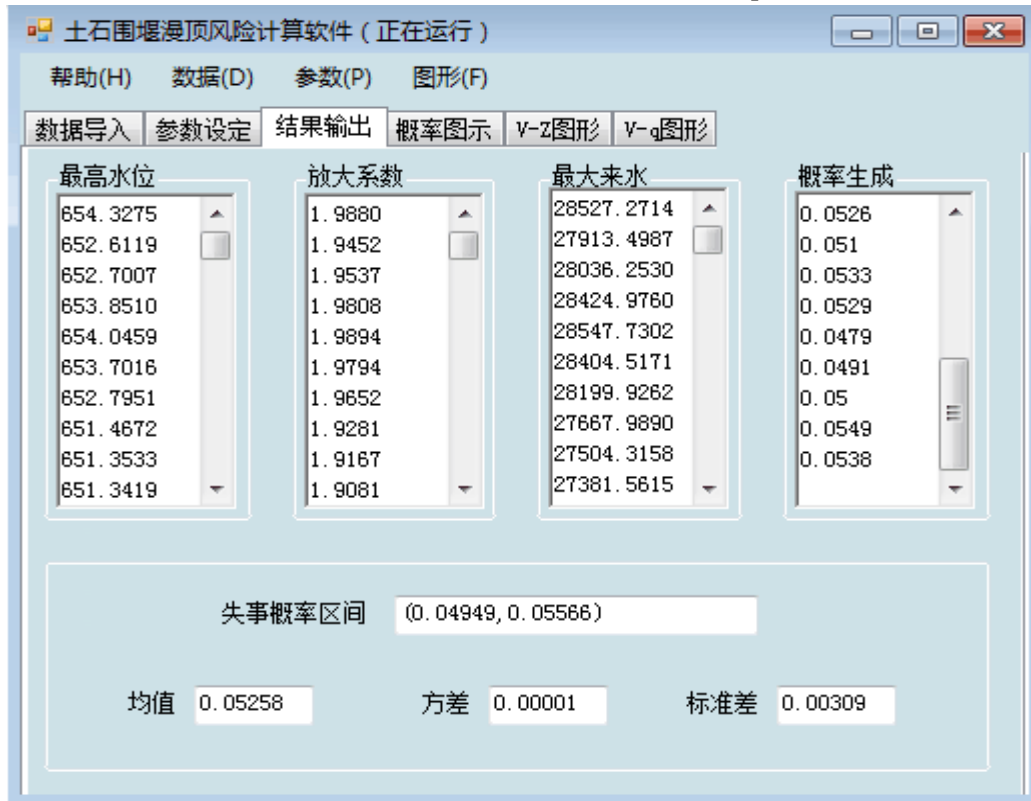 土石围堰漫顶风险计算软件（正在运行）
帮助(H) 数据(D) 参数(P) 图形(F)
数据导入 参数设定 结果输出 概率图示 V-Z图形 V-q图形
最高水位 放大系数 最大来水 概率生成
654.3275 1.9880 28527.2714 0.0526
652.6119 1.9452 27913.4987 0.051
652.7007 1.9537 28036.2530 0.0533
653.8510 1.9808 28424.9760 0.0529
654.0459 1.9894 28547.7302 0.0479
653.7016 1.9794 28404.5171 0.0491
652.7951 1.9652 28199.9262 0.05
651.4672 1.9281 27667.9890 0.0549
651.3533 1.9167 27504.3158 0.0538
651.3419 1.9081 27381.5615
失事概率区间 (0.04949,0.05566)
均值 0.05258 方差 0.00001 标准差 0.00309